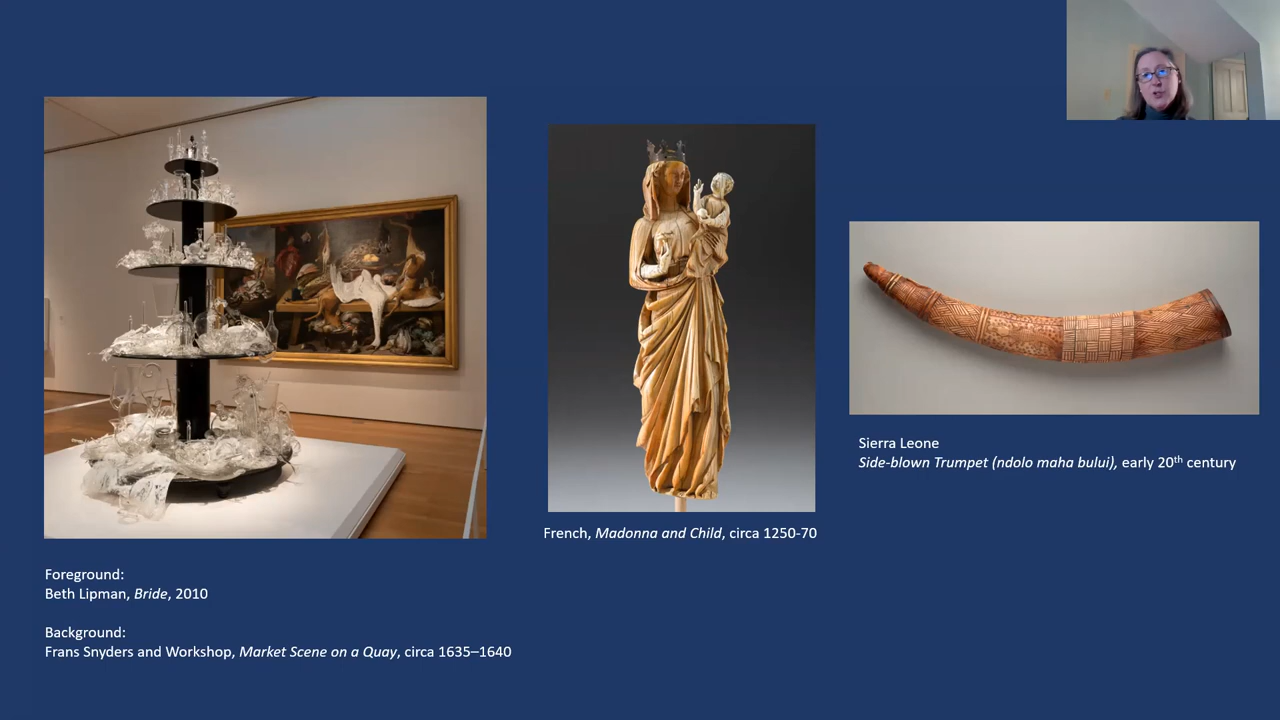 Foreground:
Beth Lipman, Bride, 2010
Background:
Frans Snyders and Workshop, Market Scene on a Quay, circa 1635–1640
French, Madonna and Child, circa 1250-70
Sierra Leone
Side-blown Trumpet (ndolo maha bului), early 20th century